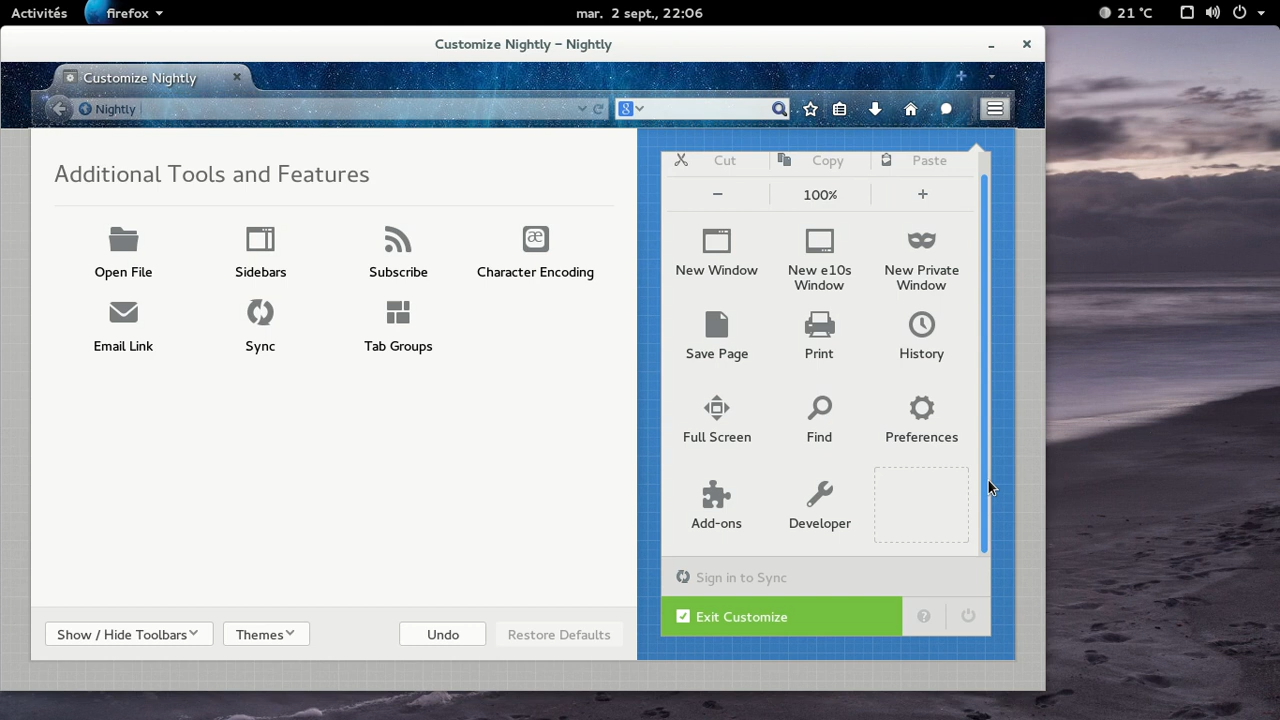 Activités firefox mar. 2 sept., 22:06 21 °C
Customize Nightly – Nightly
Customize Nightly
Nightly
Additional Tools and Features
Open File Sidebars Subscribe Character Encoding
Email Link Sync Tab Groups
Show / Hide Toolbars Themes Undo Restore Defaults
Cut Copy Paste
− 100% +
New Window New e10s Window New Private Window
Save Page Print History
Full Screen Find Preferences
Add-ons Developer
Sign in to Sync
Exit Customize